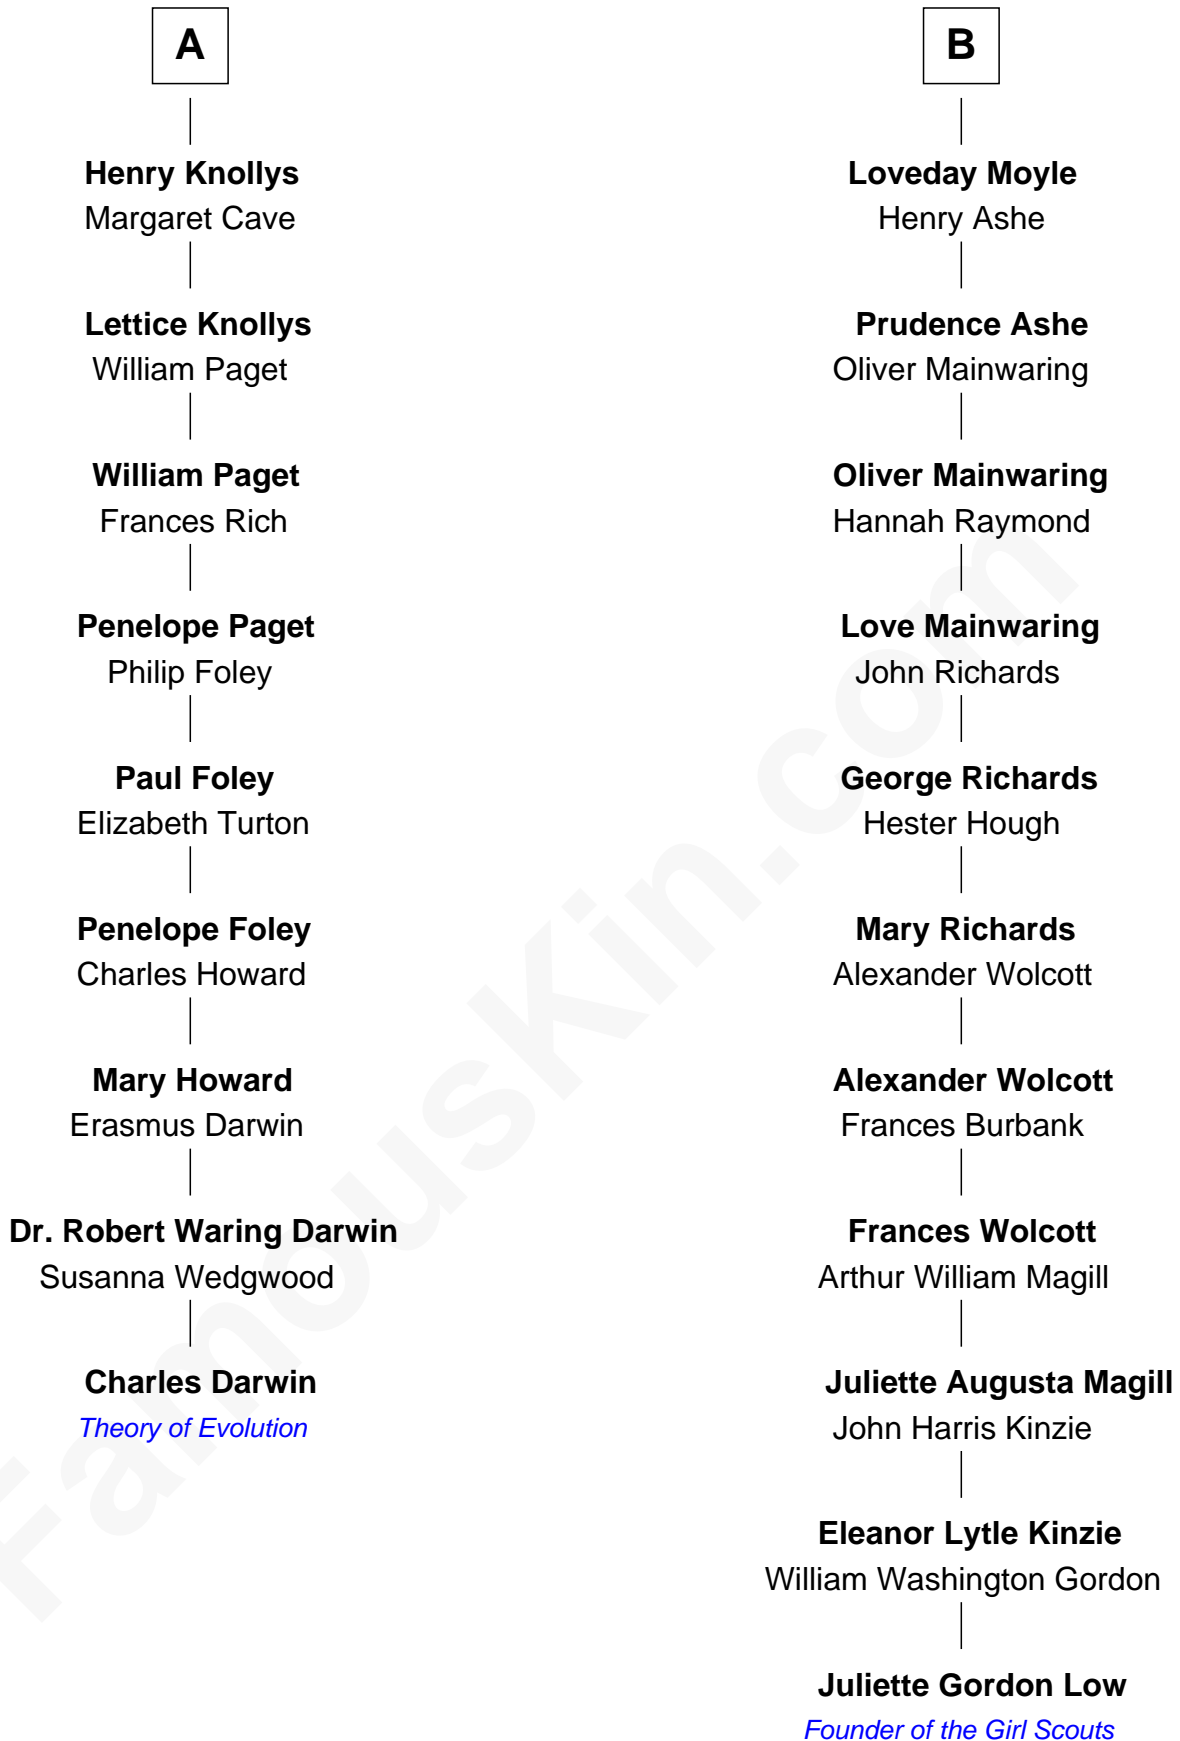 A
Henry Knollys
Margaret Cave
Lettice Knollys
William Paget
William Paget
Frances Rich
Penelope Paget
Philip Foley
Paul Foley
Elizabeth Turton
Penelope Foley
Charles Howard
Mary Howard
Erasmus Darwin
Dr. Robert Waring Darwin
Susanna Wedgwood
Charles Darwin
Theory of Evolution
B
Loveday Moyle
Henry Ashe
Prudence Ashe
Oliver Mainwaring
Oliver Mainwaring
Hannah Raymond
Love Mainwaring
John Richards
George Richards
Hester Hough
Mary Richards
Alexander Wolcott
Alexander Wolcott
Frances Burbank
Frances Wolcott
Arthur William Magill
Juliette Augusta Magill
John Harris Kinzie
Eleanor Lytle Kinzie
William Washington Gordon
Juliette Gordon Low
Founder of the Girl Scouts
FamousKin.com